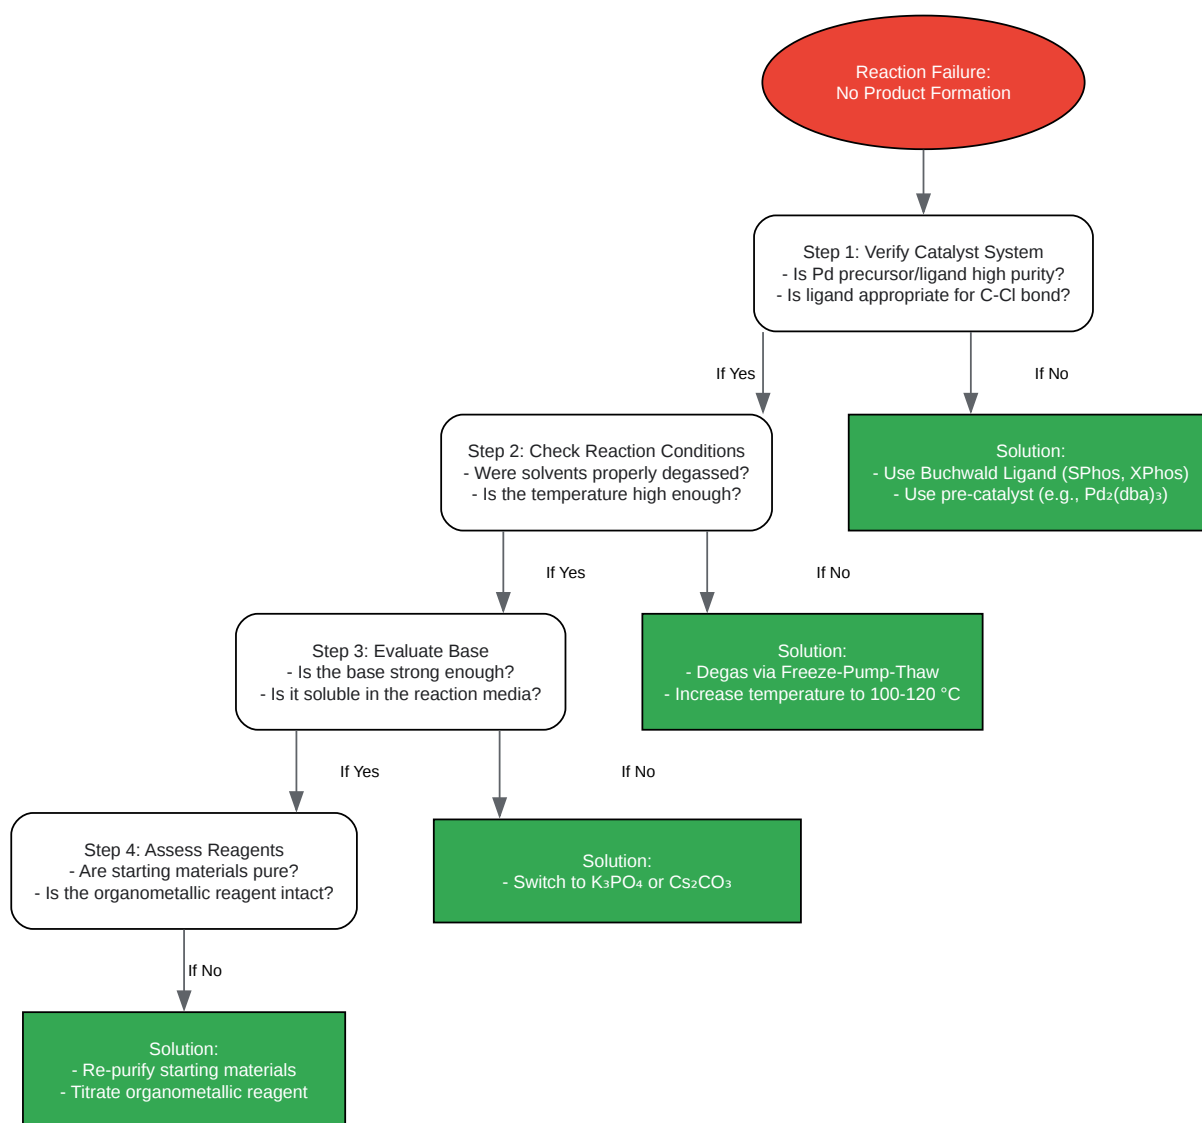 Reaction Failure:
No Product Formation
Step 1: Verify Catalyst System
- Is Pd precursor/ligand high purity?
- Is ligand appropriate for C-Cl bond?
If Yes
If No
Step 2: Check Reaction Conditions
- Were solvents properly degassed?
- Is the temperature high enough?
Solution:
- Use Buchwald Ligand (SPhos, XPhos)
- Use pre-catalyst (e.g., Pd₂(dba)₃)
If Yes
If No
Step 3: Evaluate Base
- Is the base strong enough?
- Is it soluble in the reaction media?
Solution:
- Degas via Freeze-Pump-Thaw
- Increase temperature to 100-120 °C
If Yes
If No
Step 4: Assess Reagents
- Are starting materials pure?
- Is the organometallic reagent intact?
Solution:
- Switch to K₃PO₄ or Cs₂CO₃
If No
Solution:
- Re-purify starting materials
- Titrate organometallic reagent